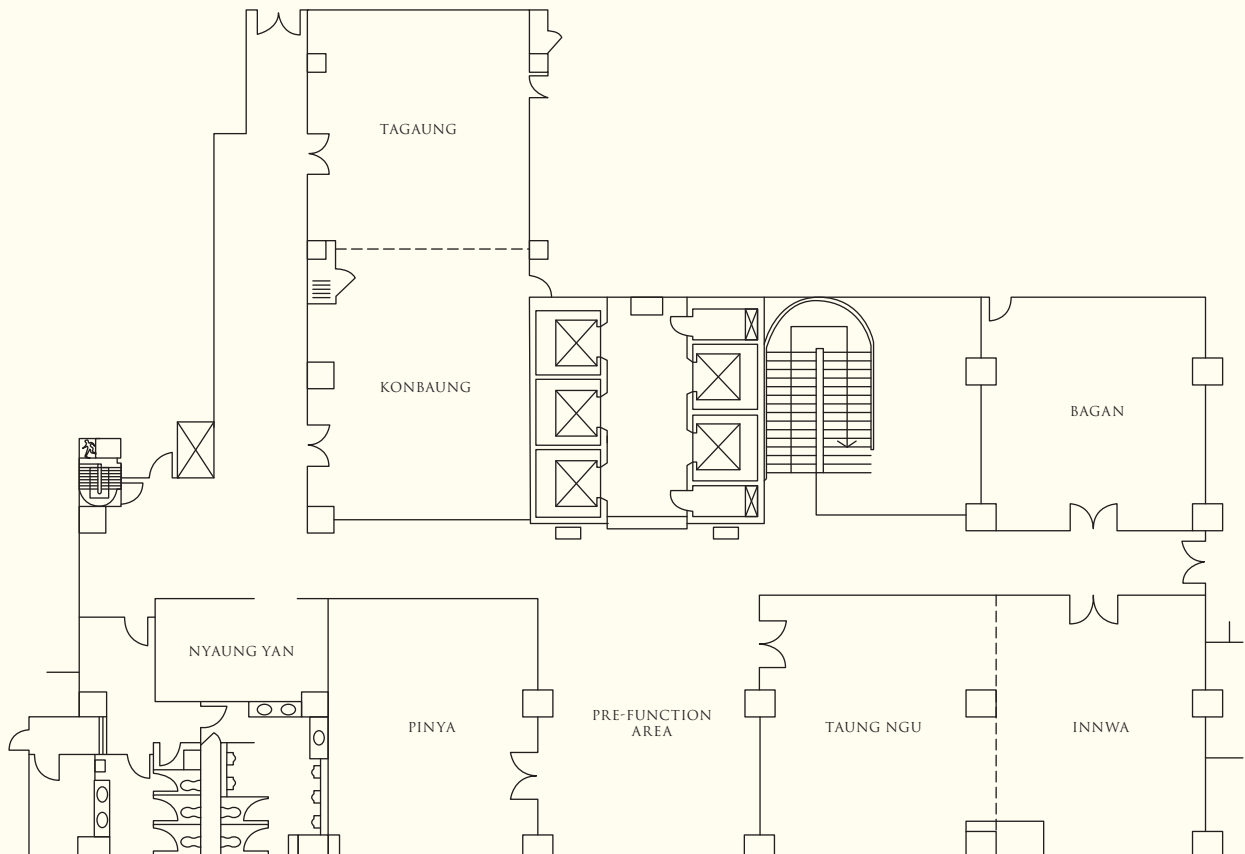 TAGAUNG
KONBAUNG
BAGAN
NYAUNG YAN
PINYA
PRE-FUNCTION
AREA
TAUNG NGU
INNWA